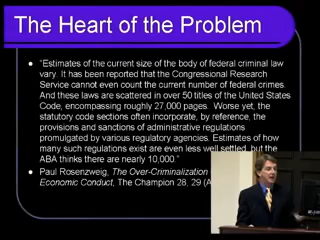 The Heart of the Problem
“Estimates of the current size of the body of federal criminal law
vary. It has been reported that the Congressional Research
Service cannot even count the current number of federal crimes.
And these laws are scattered in over 50 titles of the United States
Code, encompassing roughly 27,000 pages. Worse yet, the
statutory code sections often incorporate, by reference, the
provisions and sanctions of administrative regulations
promulgated by various regulatory agencies. Estimates of how
many such regulations exist are even less well settled, but the
ABA thinks there are nearly 10,000.”
Paul Rosenzweig, The Over-Criminalization
Economic Conduct, The Champion 28, 29 (A